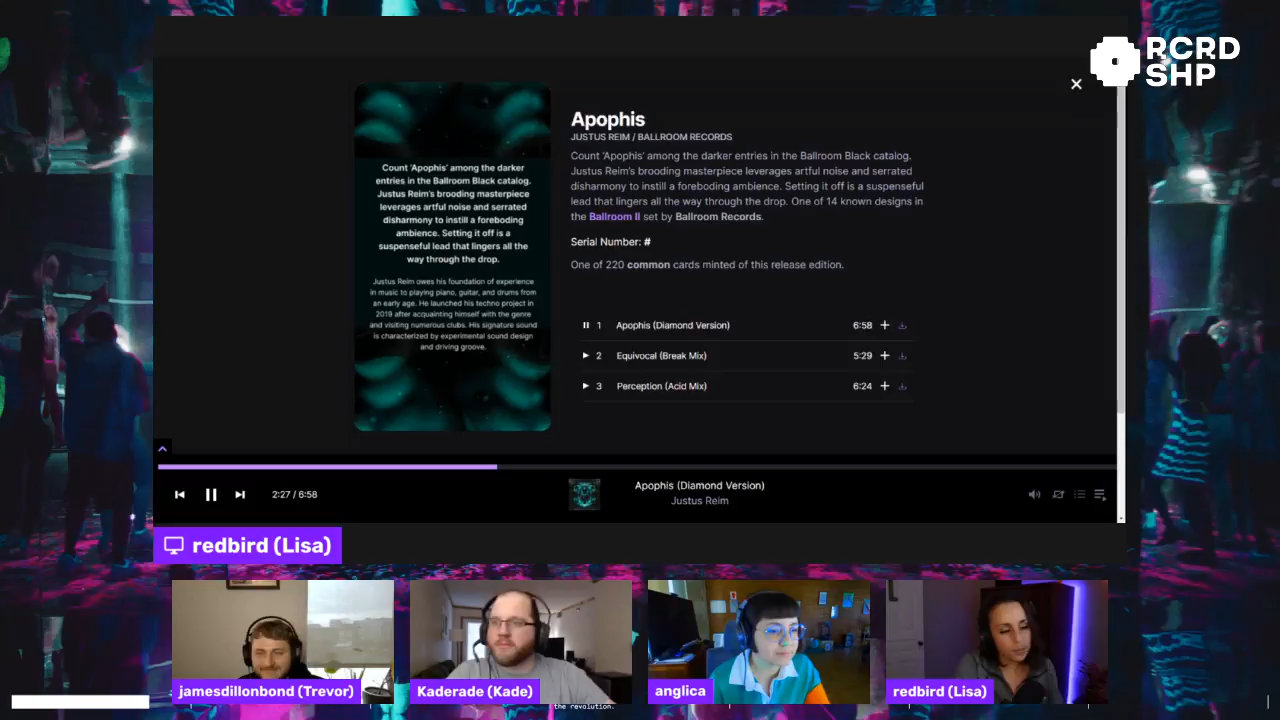 RCRD
SHP
Count 'Apophis' among the darker
entries in the Ballroom Black catalog.
Justus Reim's brooding masterpiece
leverages artful noise and serrated
disharmony to instill a foreboding
ambience. Setting it off is a
suspenseful lead that lingers all the
way through the drop.
Justus Reim owes his foundation of experience
in music to playing piano, guitar, and drums from
an early age. He launched his techno project in
2019 after acquainting himself with the genre
and visiting numerous clubs. His signature sound
is characterized by experimental sound design
and driving groove.
Apophis
JUSTUS REIM / BALLROOM RECORDS
Count 'Apophis' among the darker entries in the Ballroom Black catalog.
Justus Reim's brooding masterpiece leverages artful noise and serrated
disharmony to instill a foreboding ambience. Setting it off is a suspenseful
lead that lingers all the way through the drop. One of 14 known designs in
the Ballroom II set by Ballroom Records.
Serial Number: #
One of 220 common cards minted of this release edition.
1 Apophis (Diamond Version) 6:58
2 Equivocal (Break Mix) 5:29
3 Perception (Acid Mix) 6:24
2:27 / 6:58
Apophis (Diamond Version)
Justus Reim
redbird (Lisa)
jamesdillonbond (Trevor)
Kaderade (Kade)
anglica
redbird (Lisa)
the revolution.